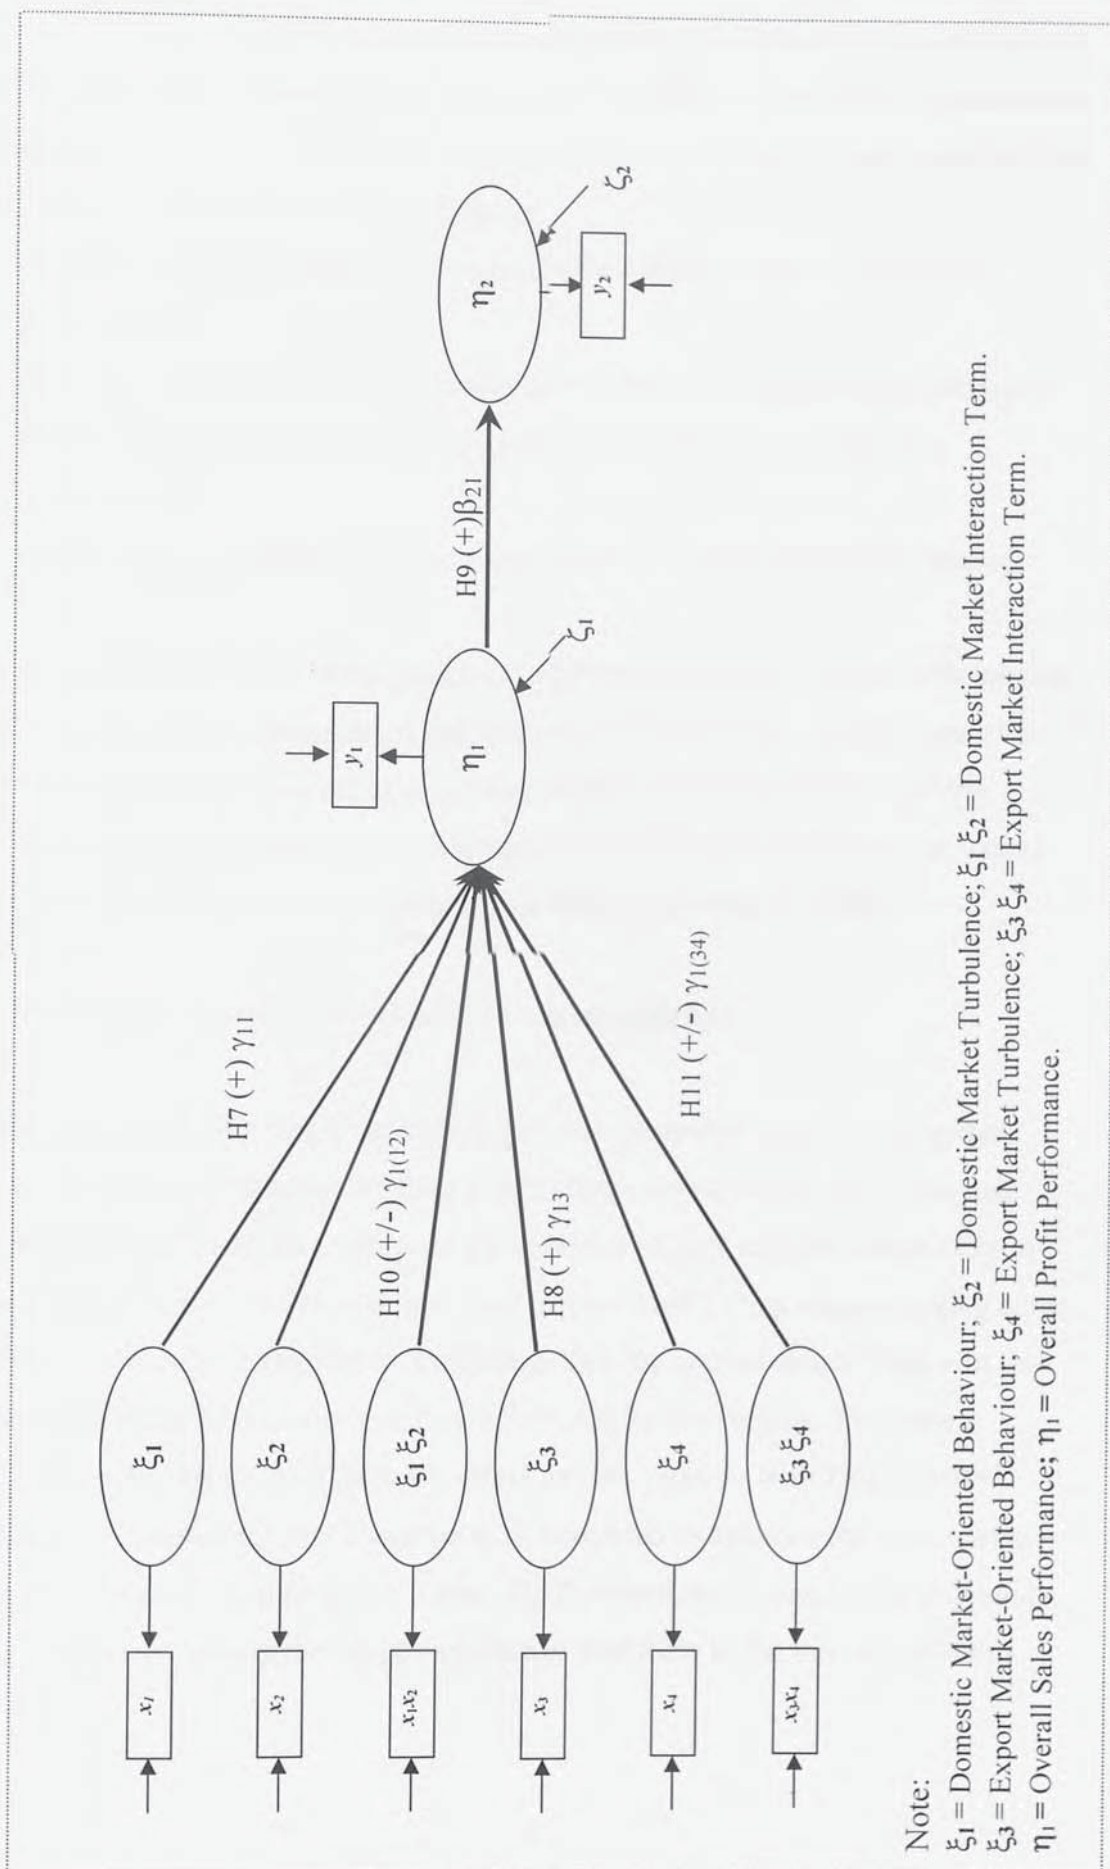 x1
ξ1
H7 (+) γ11
x2
ξ2
x1x2
ξ1 ξ2
H10 (+/-) γ1(12)
x3
ξ3
H8 (+) γ13
x4
ξ4
x3x4
ξ3 ξ4
H11 (+/-) γ1(34)
y1
η1
ζ1
H9 (+)β21
η2
ζ2
y2
Note:
ξ1 = Domestic Market-Oriented Behaviour; ξ2 = Domestic Market Turbulence; ξ1 ξ2 = Domestic Market Interaction Term.
ξ3 = Export Market-Oriented Behaviour; ξ4 = Export Market Turbulence; ξ3 ξ4 = Export Market Interaction Term.
η1 = Overall Sales Performance; η1 = Overall Profit Performance.